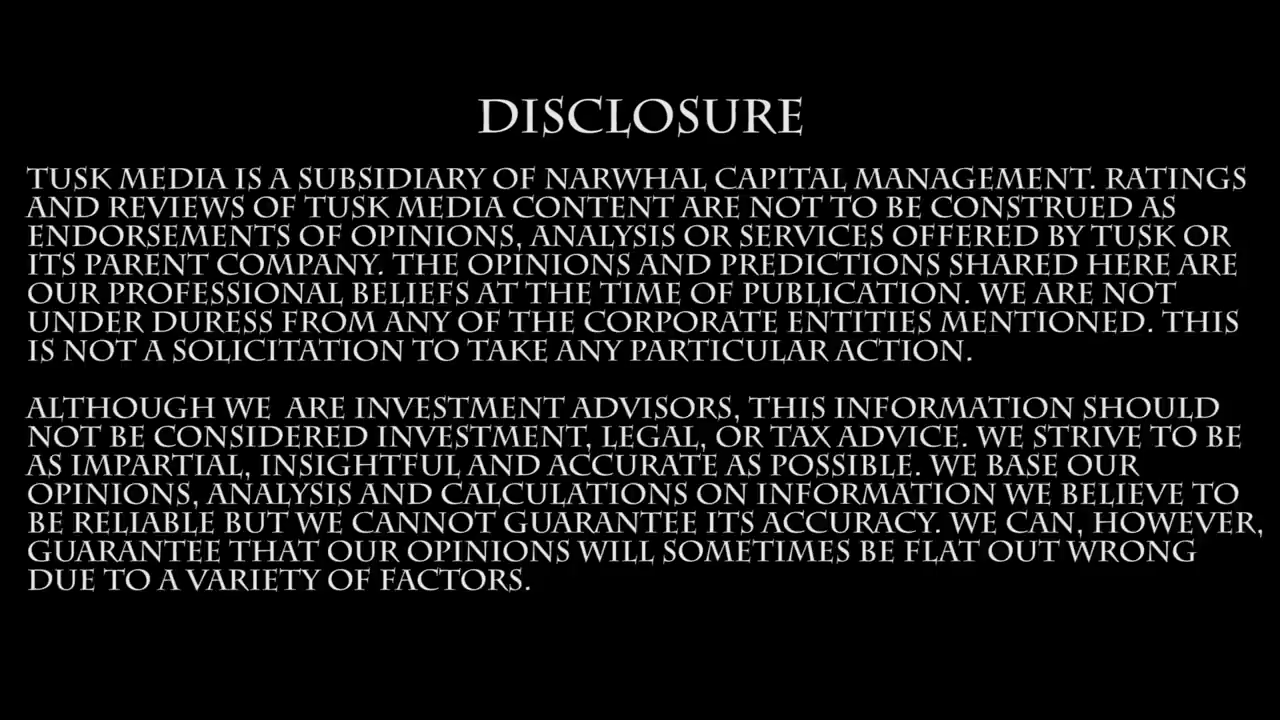 DISCLOSURE
TUSK MEDIA IS A SUBSIDIARY OF NARWHAL CAPITAL MANAGEMENT. RATINGS
AND REVIEWS OF TUSK MEDIA CONTENT ARE NOT TO BE CONSTRUED AS
ENDORSEMENTS OF OPINIONS, ANALYSIS OR SERVICES OFFERED BY TUSK OR
ITS PARENT COMPANY. THE OPINIONS AND PREDICTIONS SHARED HERE ARE
OUR PROFESSIONAL BELIEFS AT THE TIME OF PUBLICATION. WE ARE NOT
UNDER DURESS FROM ANY OF THE CORPORATE ENTITIES MENTIONED. THIS
IS NOT A SOLICITATION TO TAKE ANY PARTICULAR ACTION.
ALTHOUGH WE  ARE INVESTMENT ADVISORS, THIS INFORMATION SHOULD
NOT BE CONSIDERED INVESTMENT, LEGAL, OR TAX ADVICE. WE STRIVE TO BE
AS IMPARTIAL, INSIGHTFUL AND ACCURATE AS POSSIBLE. WE BASE OUR
OPINIONS, ANALYSIS AND CALCULATIONS ON INFORMATION WE BELIEVE TO
BE RELIABLE BUT WE CANNOT GUARANTEE ITS ACCURACY. WE CAN, HOWEVER,
GUARANTEE THAT OUR OPINIONS WILL SOMETIMES BE FLAT OUT WRONG
DUE TO A VARIETY OF FACTORS.